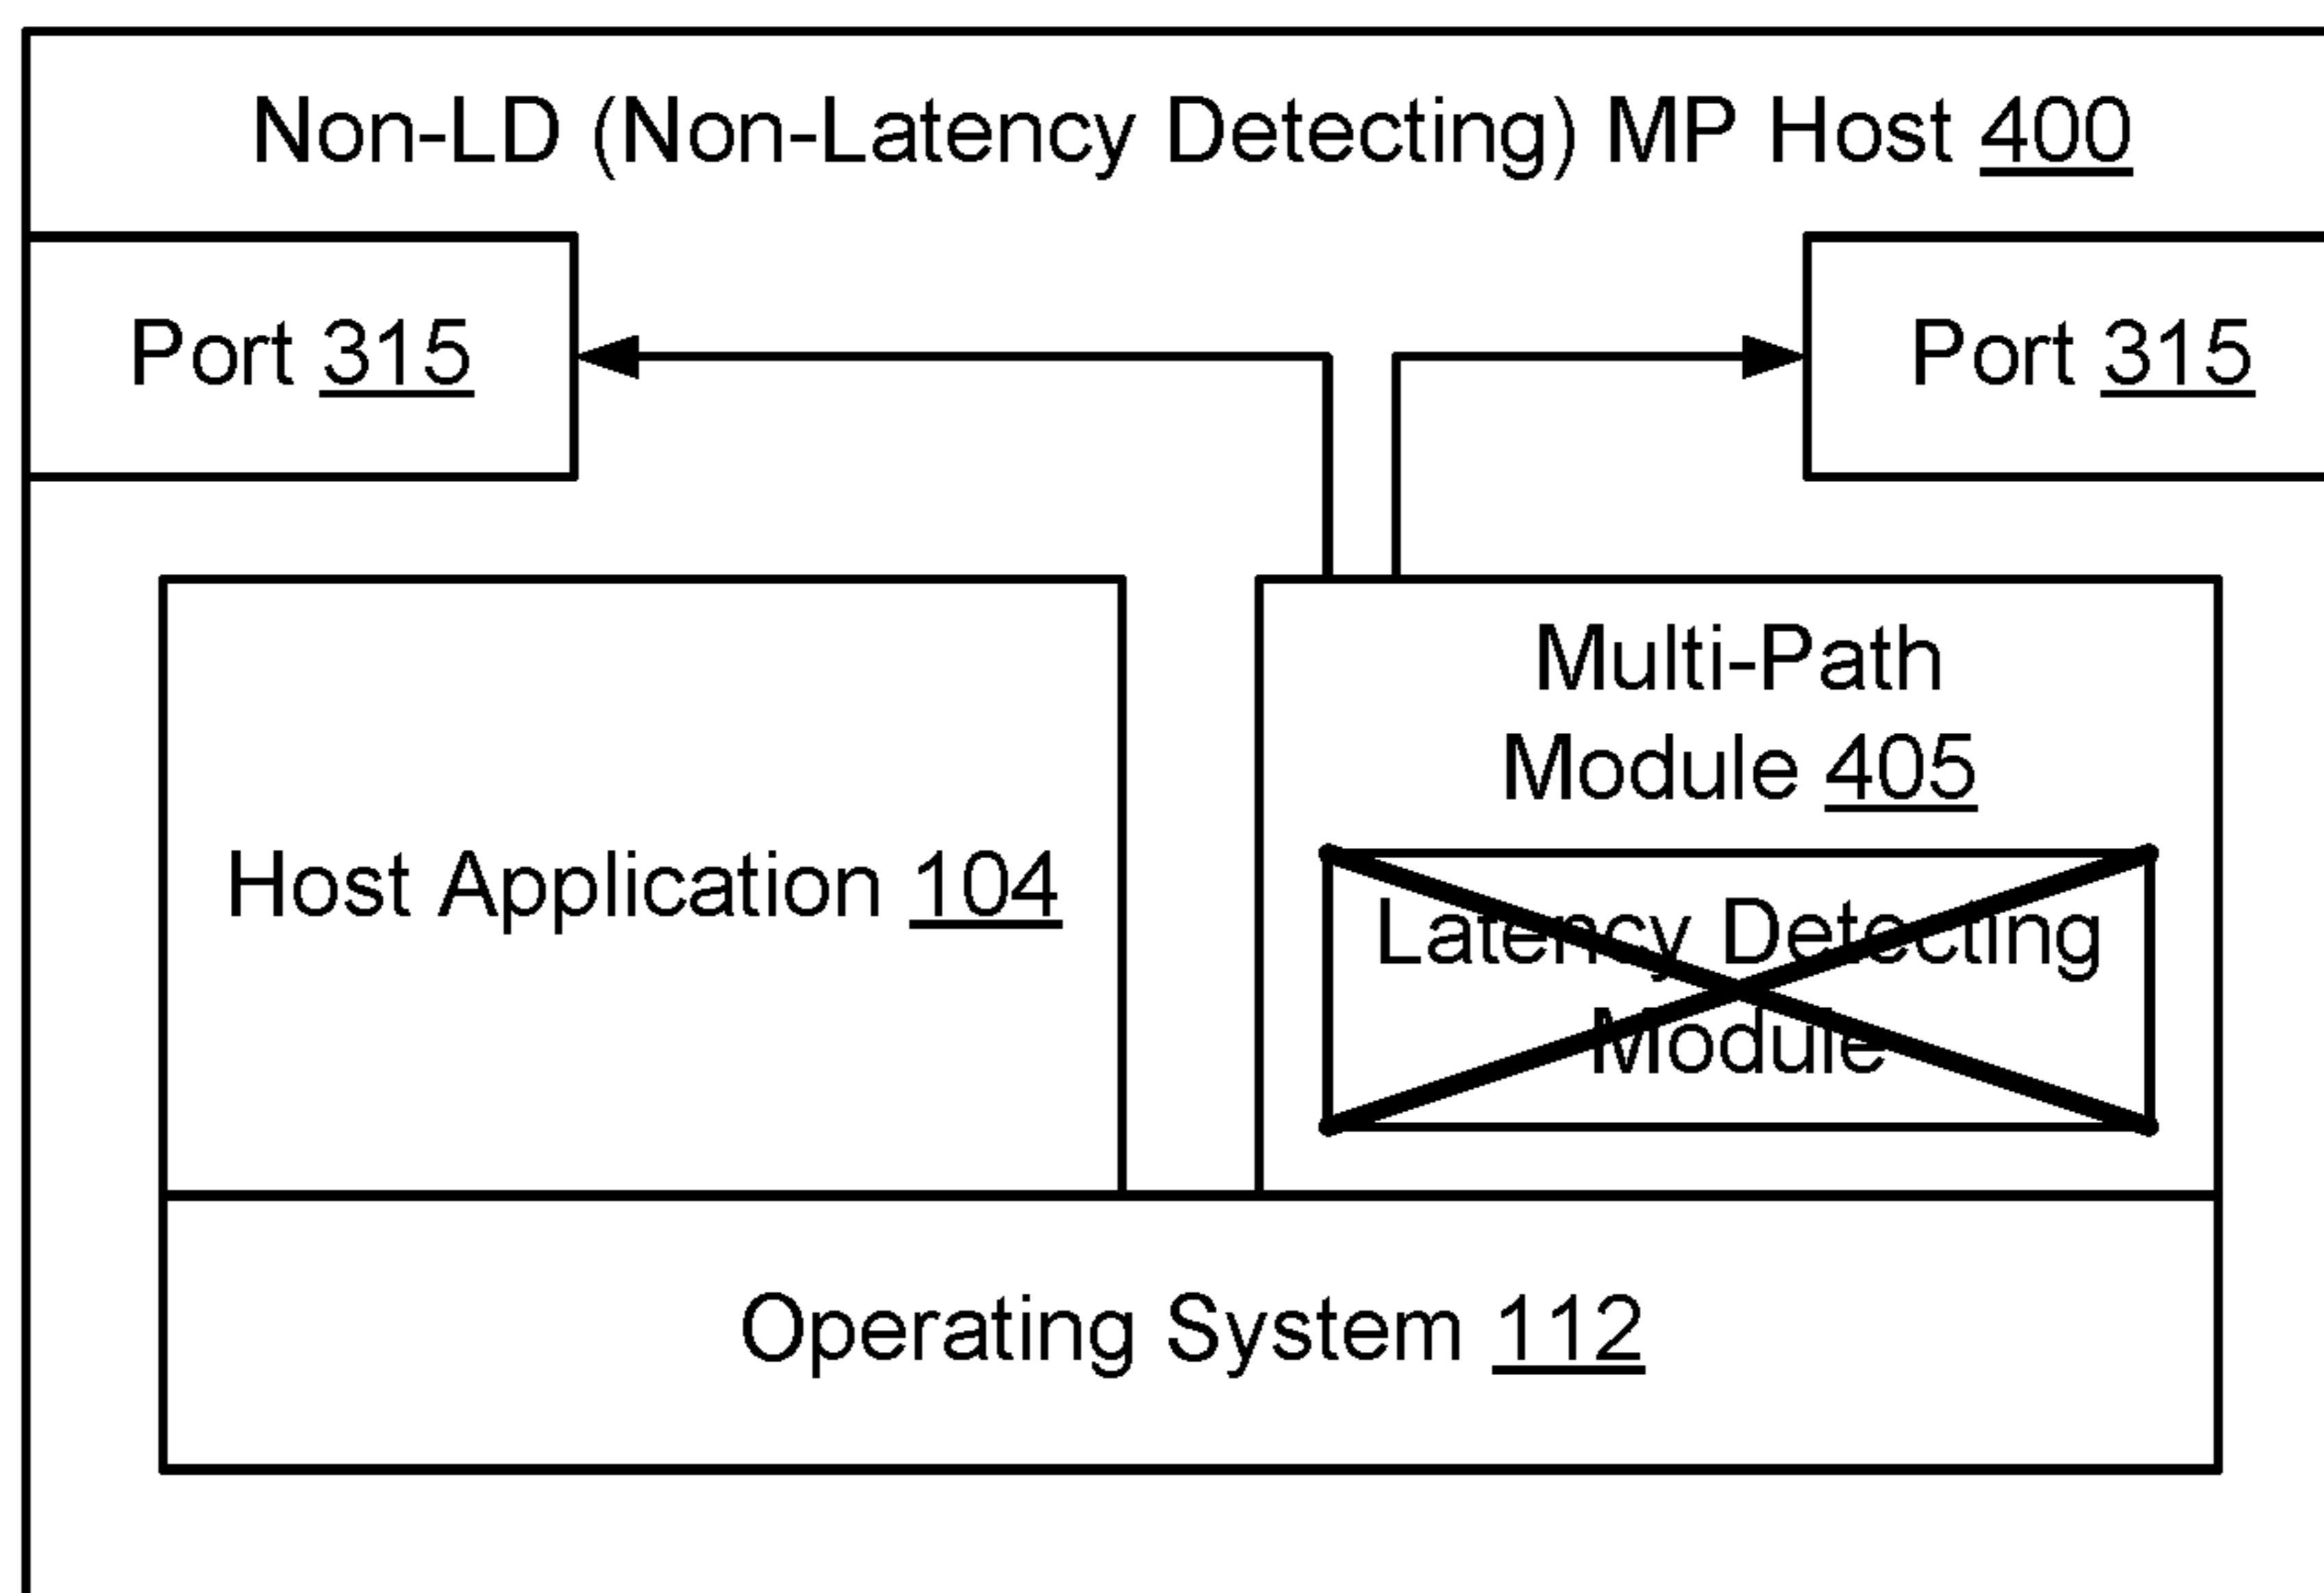 Non-LD (Non-Latency Detecting) MP Host 400
Port 315
Port 315
Multi-Path
Module 405
Host Application 104
Latency Detecting
Module
Operating System 112